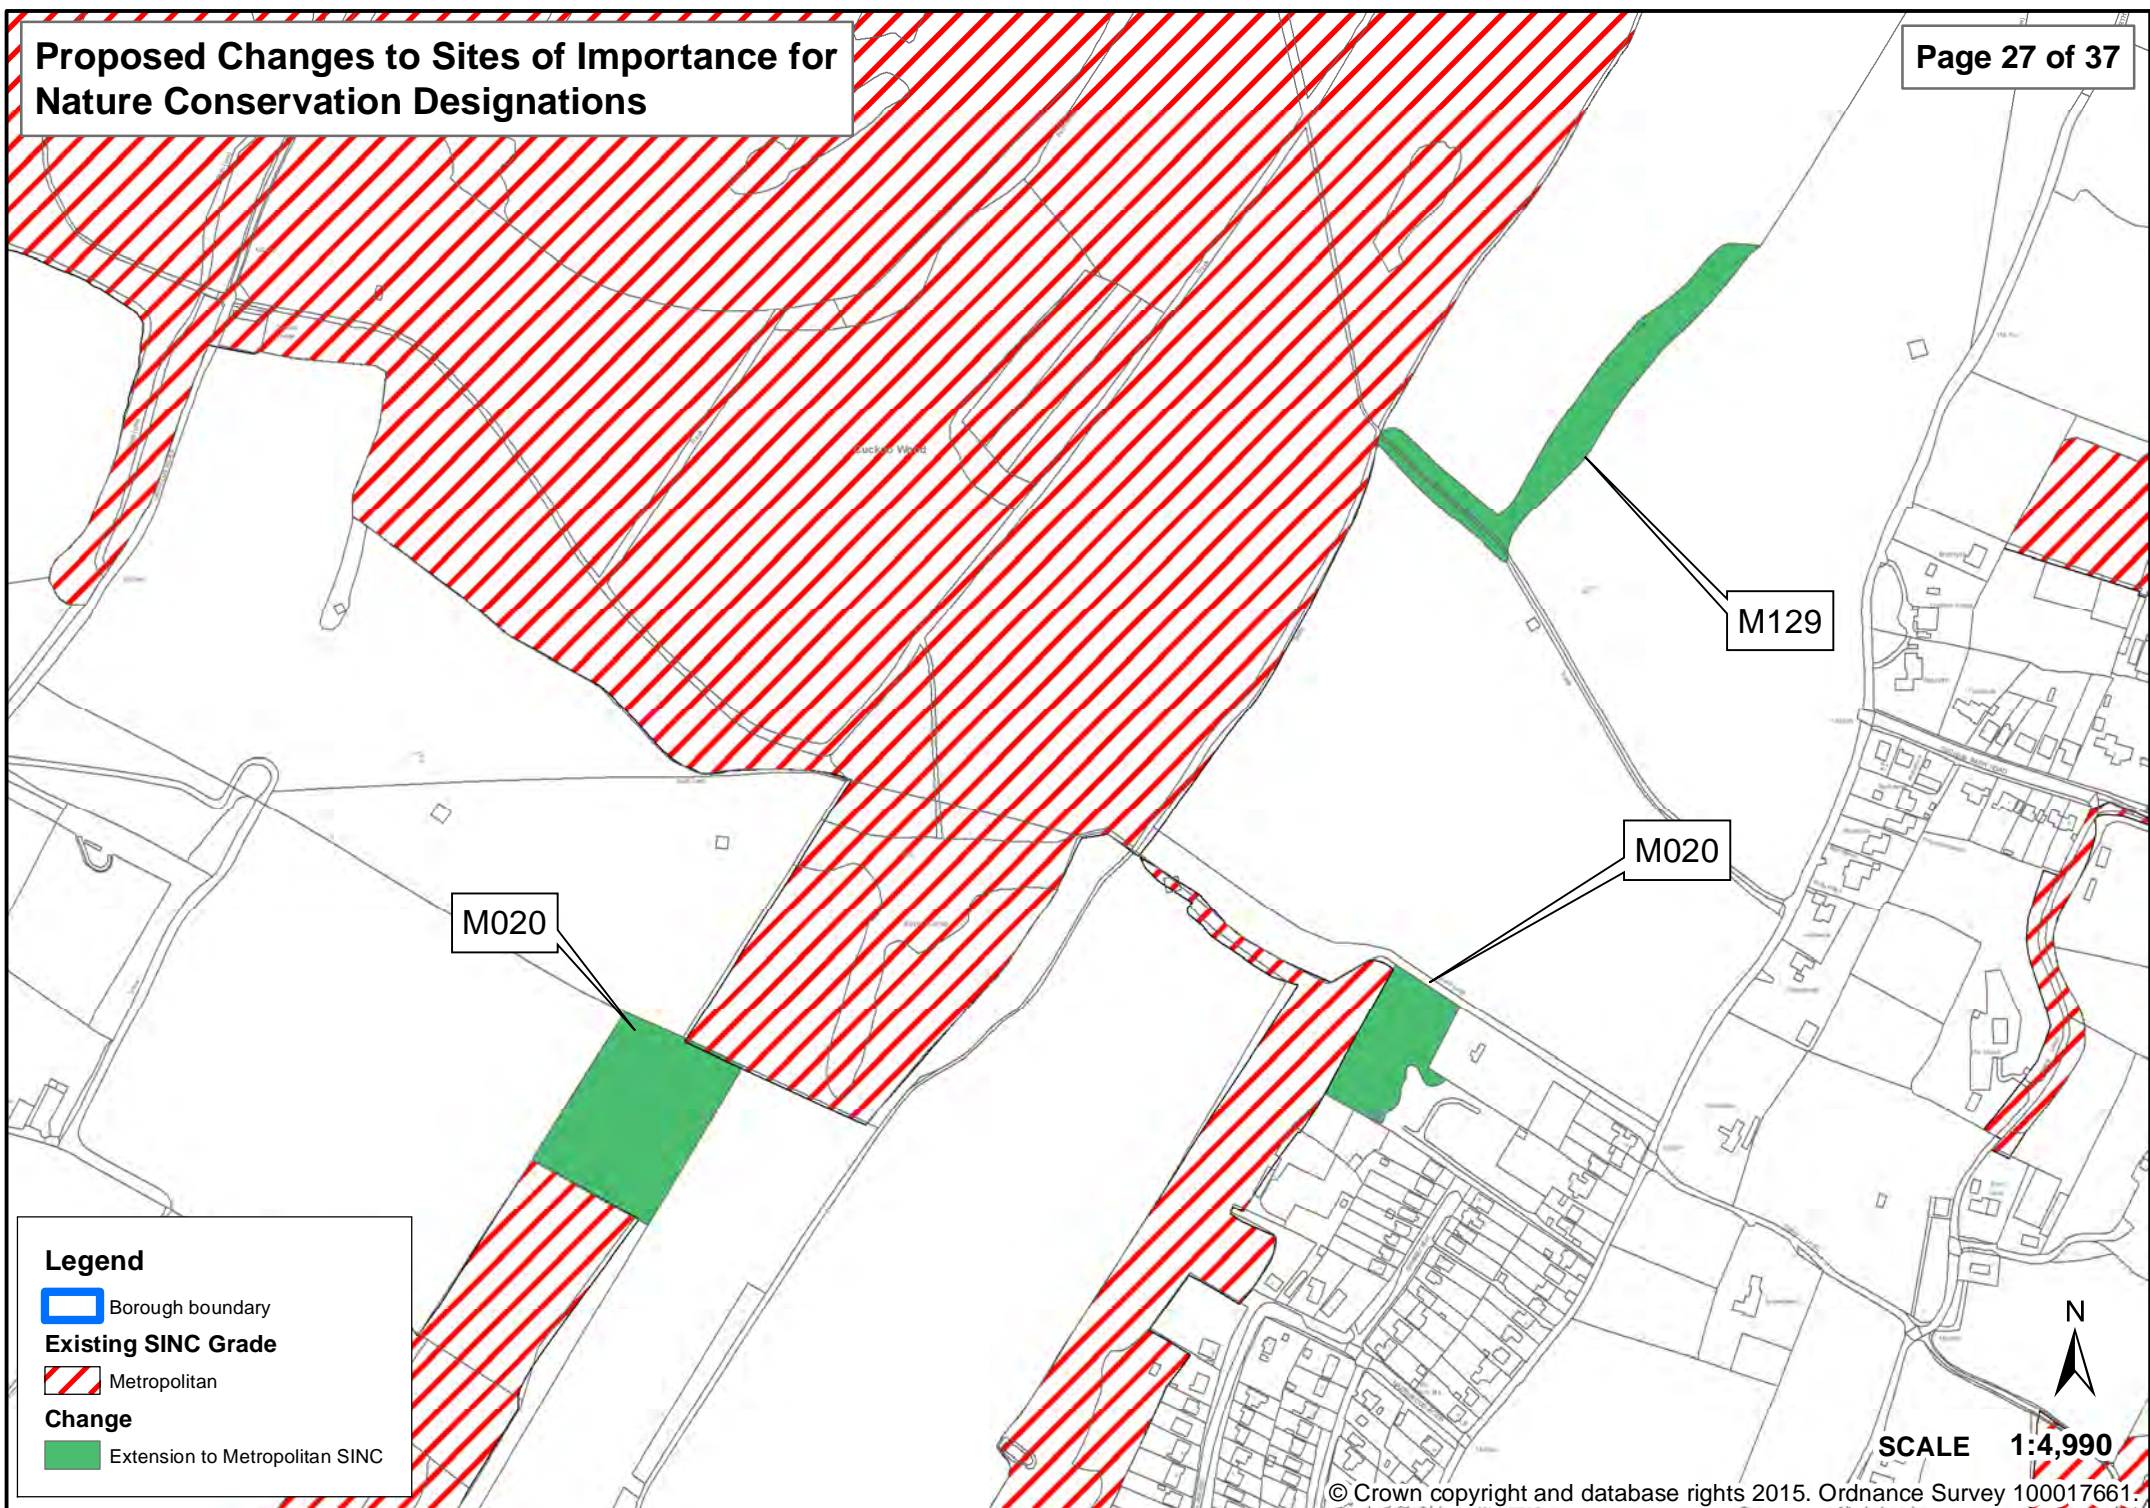 Proposed Changes to Sites of Importance for
Nature Conservation Designations
Page 27 of 37
M129
M020
M020
Legend
Borough boundary
Existing SINC Grade
Metropolitan
Change
Extension to Metropolitan SINC
N
SCALE 1:4,990
© Crown copyright and database rights 2015. Ordnance Survey 100017661.